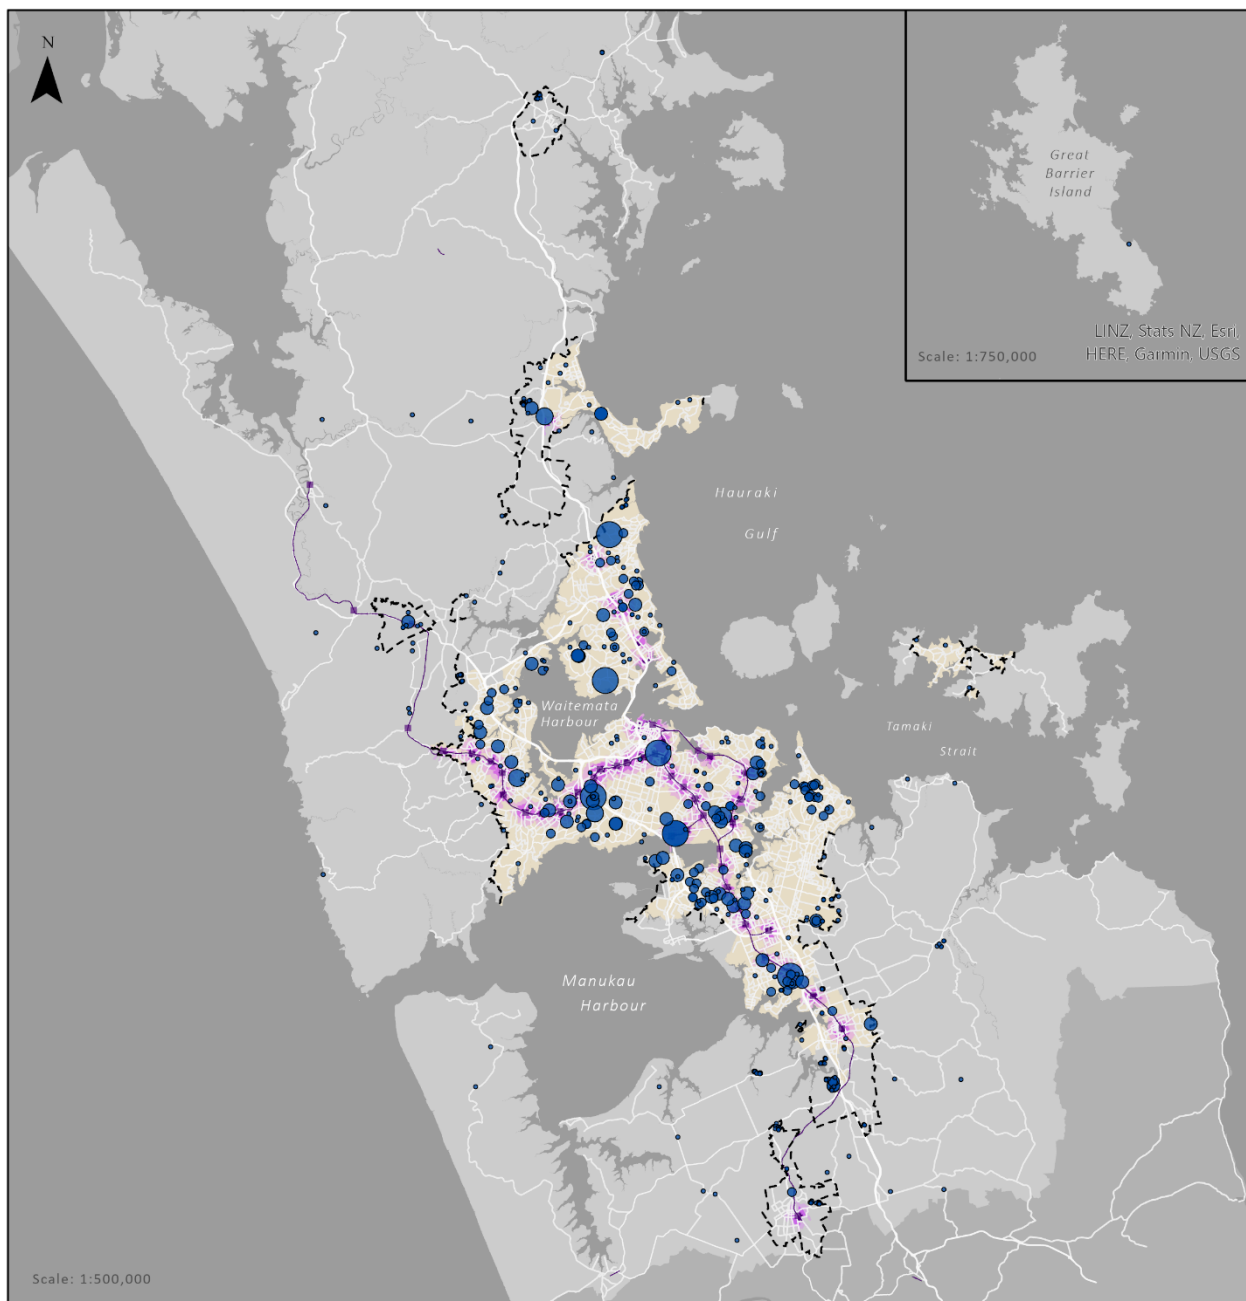 N
Great
Barrier
Island
LINZ, Stats NZ, Esri,
Scale: 1:750,000
HERE, Garmin, USGS
Hauraki
Gulf
Waitemata
Harbour
Tamaki
Strait
Manukau
Harbour
Scale: 1:500,000